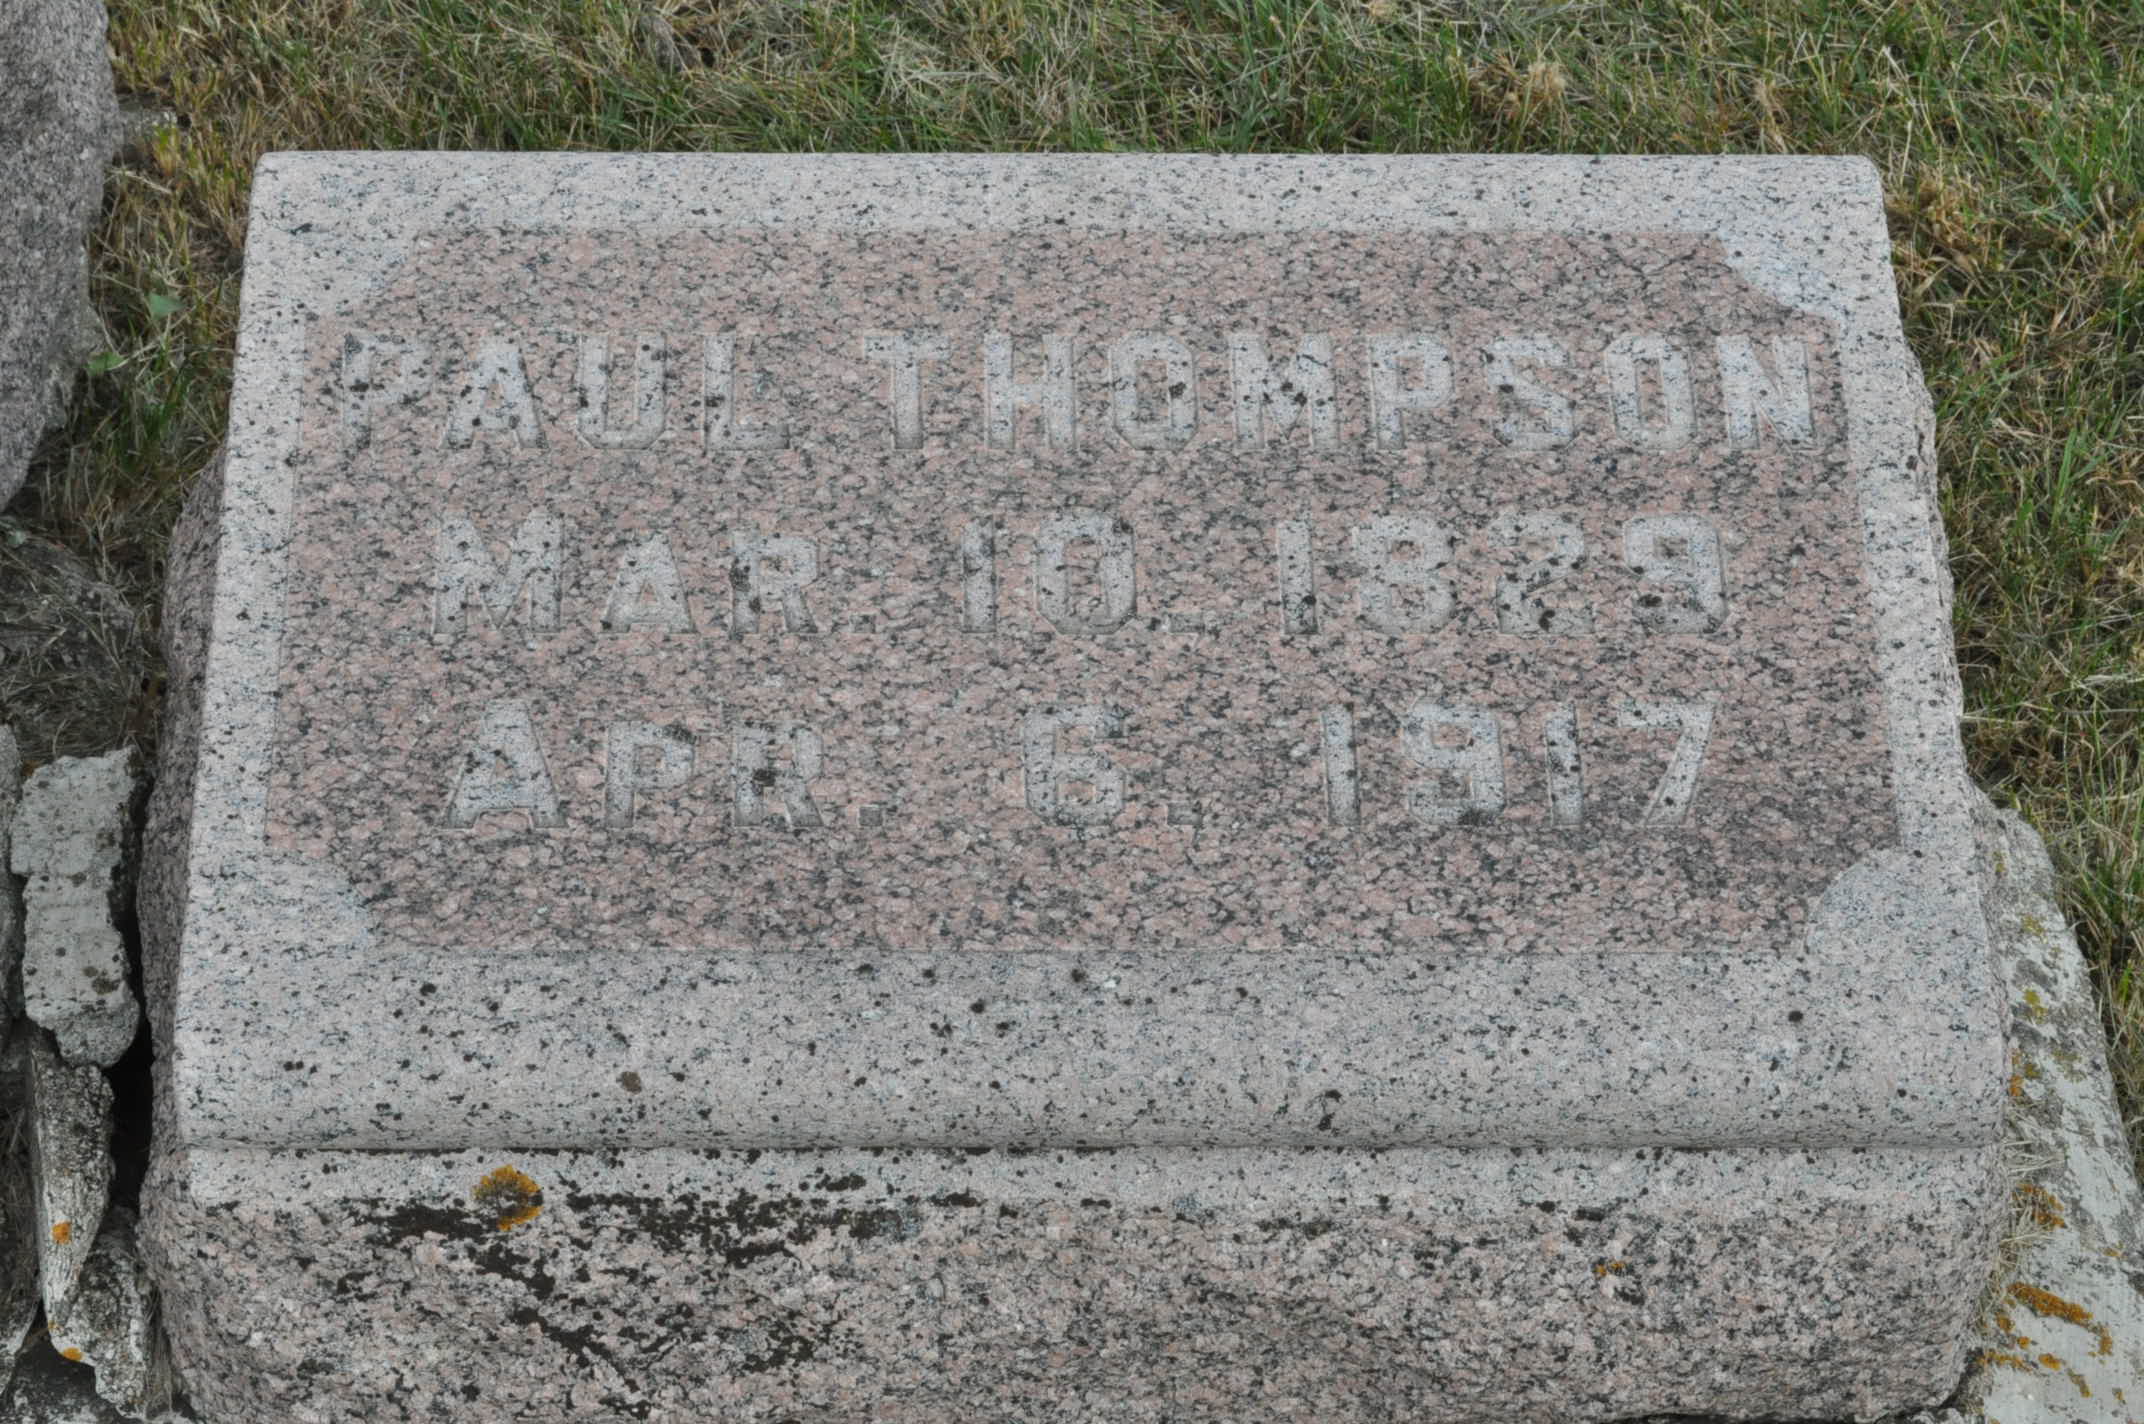 PAUL THOMPSON
MAR. 10. 1829
APR. 6. 1917